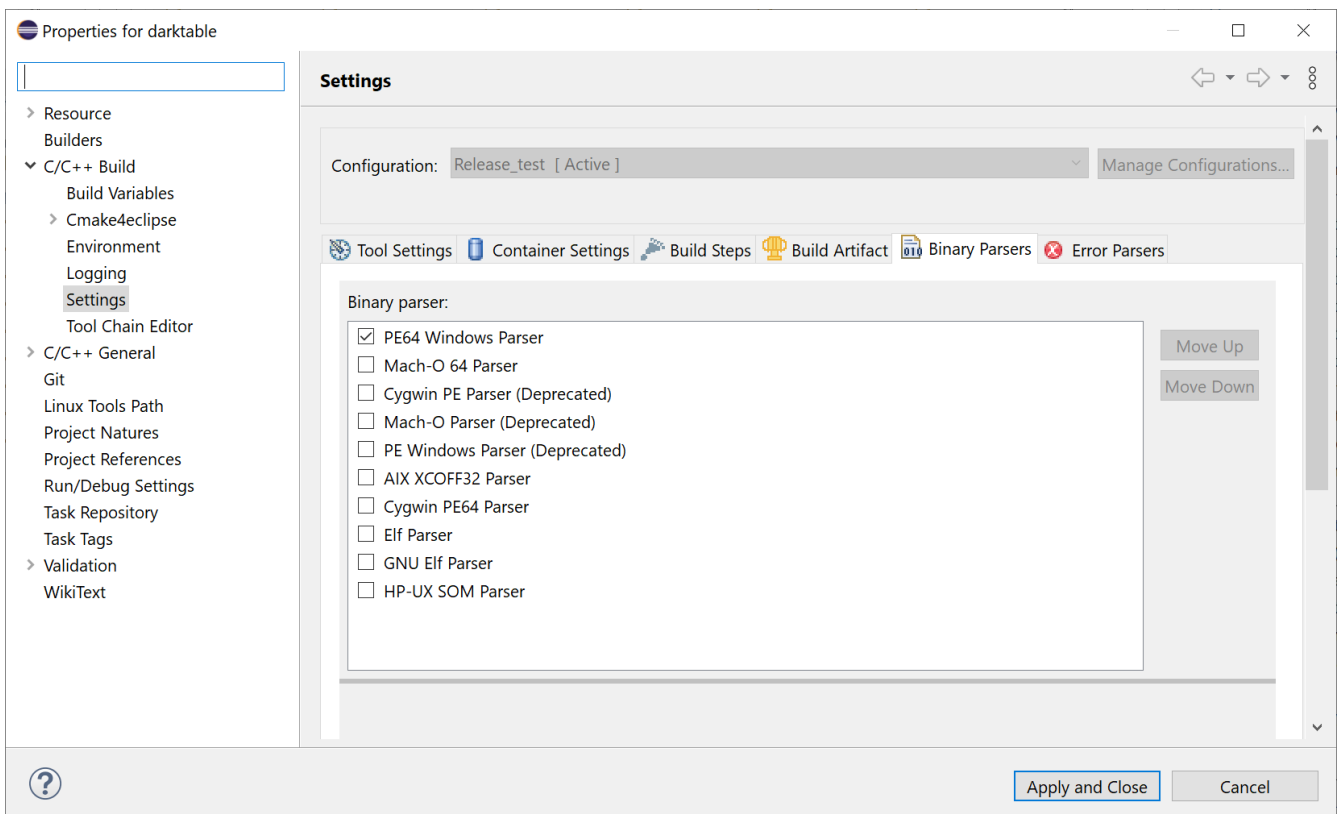 Properties for darktable
Settings
Resource
Builders
C/C++ Build
Build Variables
Cmake4eclipse
Environment
Logging
Settings
Tool Chain Editor
C/C++ General
Git
Linux Tools Path
Project Natures
Project References
Run/Debug Settings
Task Repository
Task Tags
Validation
WikiText
Configuration: Release_test [ Active ] Manage Configurations...
Tool Settings Container Settings Build Steps Build Artifact 010 Binary Parsers Error Parsers
Binary parser:
PE64 Windows Parser
Mach-O 64 Parser
Cygwin PE Parser (Deprecated)
Mach-O Parser (Deprecated)
PE Windows Parser (Deprecated)
AIX XCOFF32 Parser
Cygwin PE64 Parser
Elf Parser
GNU Elf Parser
HP-UX SOM Parser
Move Up
Move Down
?
Apply and Close Cancel